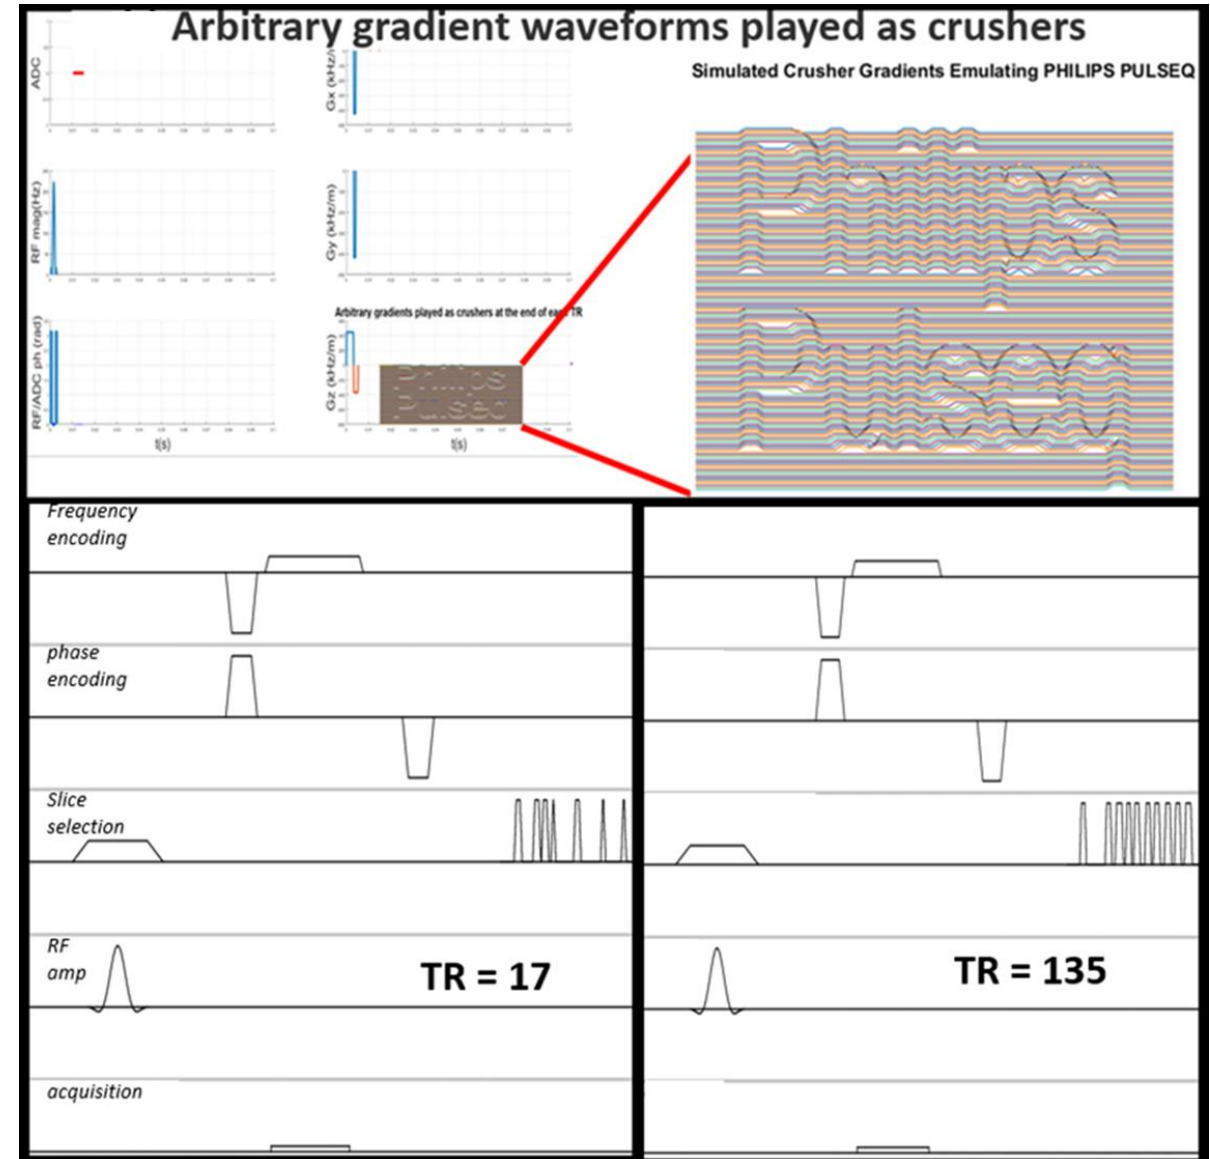 Arbitrary gradient waveforms played as crushers
Simulated Crusher Gradients Emulating PHILIPS PULSEQ
ADC
Gx (kHz/m
RF mag(Hz)
Gy (kHz/m)
RF/ADC ph (rad)
Arbitrary gradients played as crushers at the end of each TR
Gz (kHz/m)
t(s)
t(s)
Philips
Pulseq
Philips
Pulseq
Frequency
encoding
phase
encoding
Slice
selection
RF
amp
TR = 17
TR = 135
acquisition